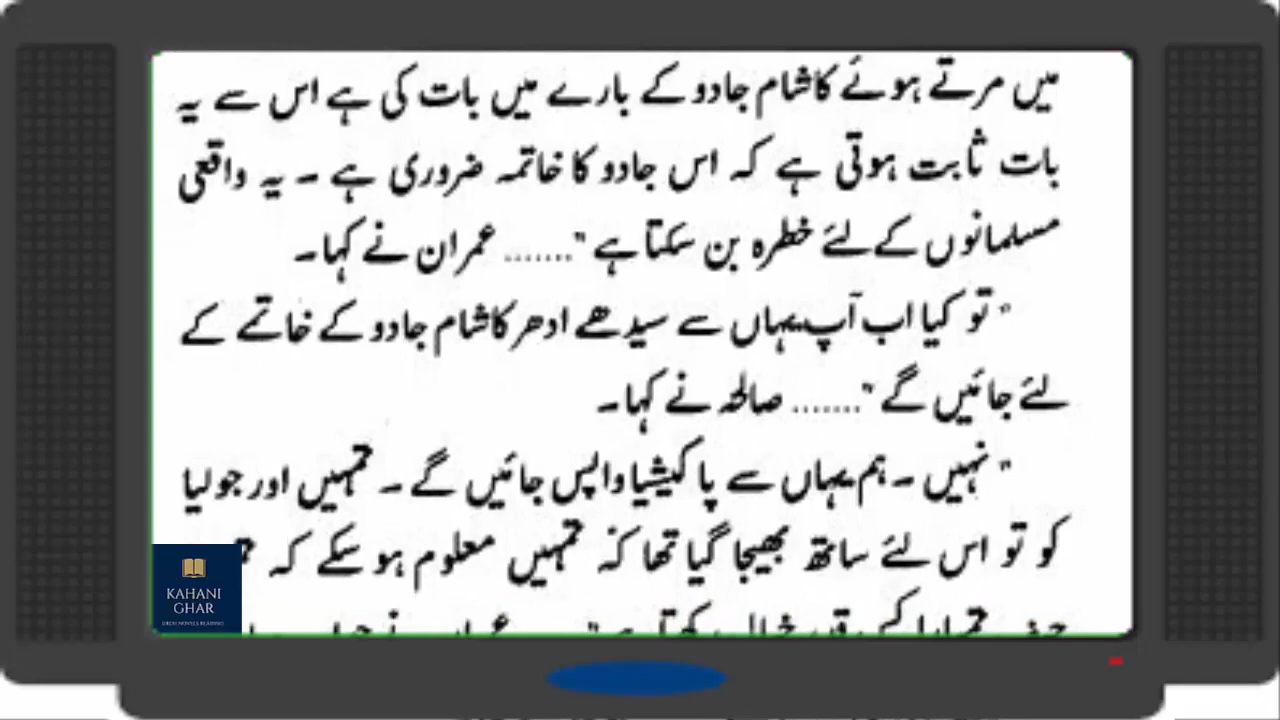 میں مرتے ہوئے کاشام جادو کے بارے میں بات کی ہے اس سے یہ
بات ثابت ہوتی ہے کہ اس جادو کا خاتمہ ضروری ہے ۔ یہ واقعی
مسلمانوں کے لئے خطرہ بن سکتا ہے "....... عمران نے کہا۔
" تو کیا اب آپ یہاں سے سیدھے ادھر کاشام جادو کے خاتمے کے
لئے جائیں گے "....... صالحہ نے کہا۔
" نہیں ۔ ہم یہاں سے پاکیشیا واپس جائیں گے ۔ تمہیں اور جولیا
کو تو اس لئے ساتھ بھیجا گیا تھا کہ تمہیں معلوم ہو سکے کہ
KAHANI
GHAR
URDU NOVELS READING